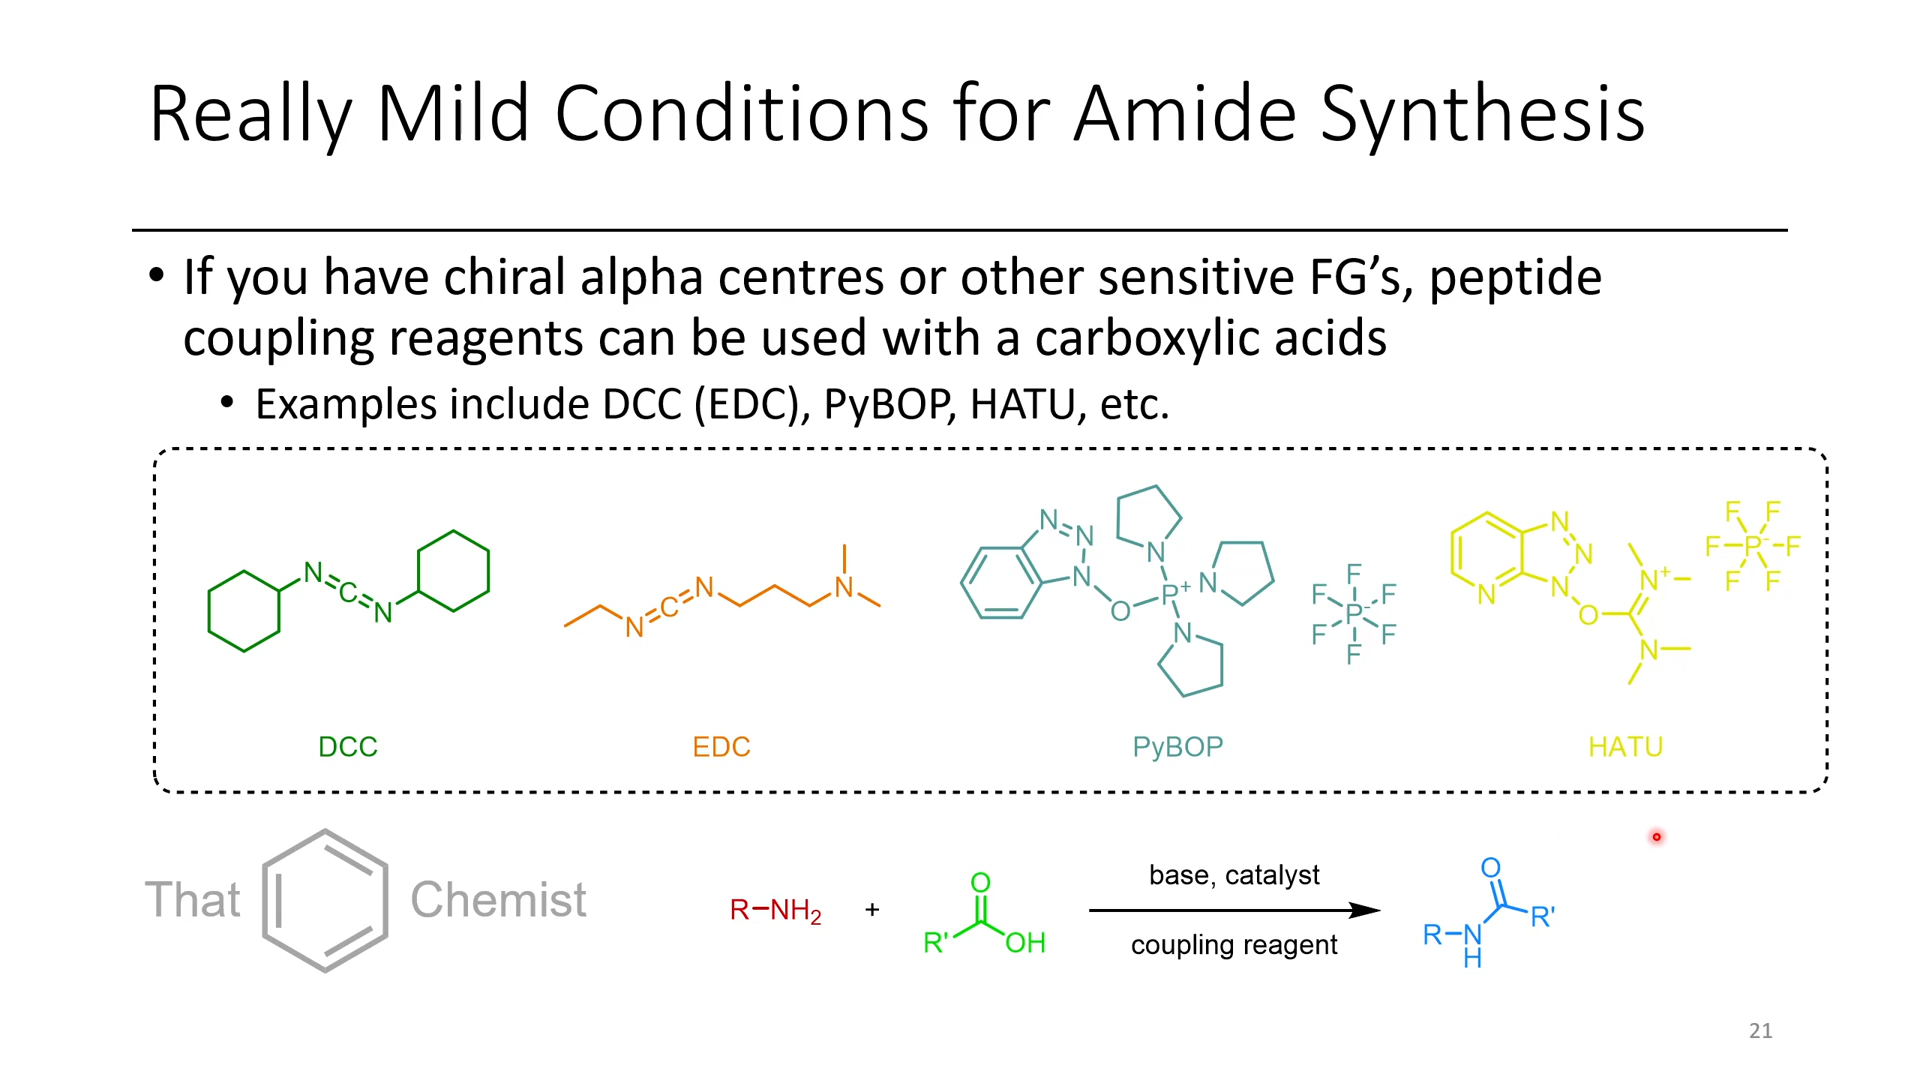 Really Mild Conditions for Amide Synthesis
• If you have chiral alpha centres or other sensitive FG’s, peptide
coupling reagents can be used with a carboxylic acids
• Examples include DCC (EDC), PyBOP, HATU, etc.
N C N
DCC
N C N N
EDC
N N N O P+ N N N F F F P- F F F
PyBOP
N N N N O N+ N F F F P- F F F
HATU
That Chemist
R-NH2 + R' O OH
base, catalyst
coupling reagent
R-N H O R'
21